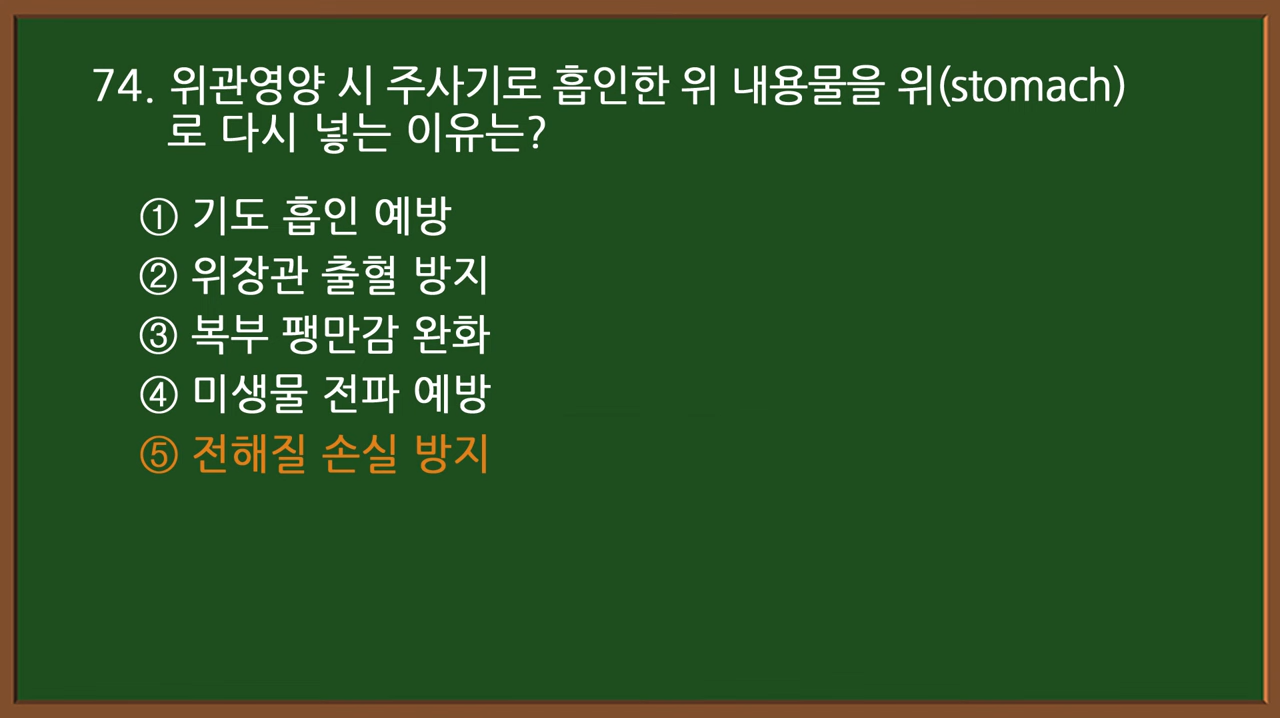 74. 위관영양 시 주사기로 흡인한 위 내용물을 위(stomach)
로 다시 넣는 이유는?
① 기도 흡인 예방
② 위장관 출혈 방지
③ 복부 팽만감 완화
④ 미생물 전파 예방
⑤ 전해질 손실 방지